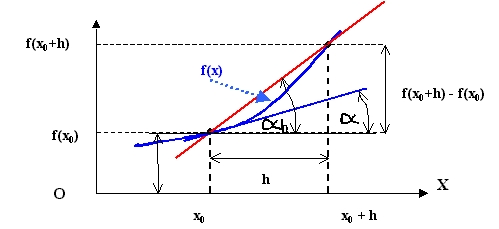 f(x₀+h)
f(x)
f(x₀+h) - f(x₀)
αh
α
f(x₀)
h
O
X
x₀
x₀ + h